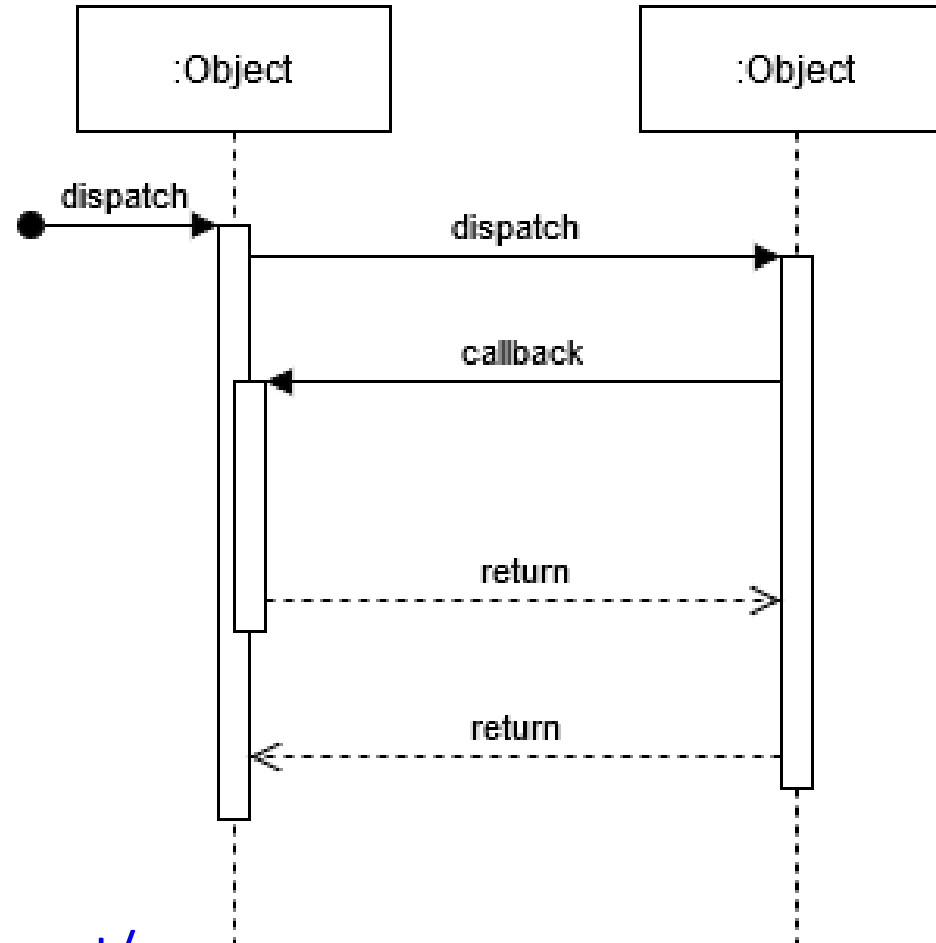 :Object
:Object
dispatch
dispatch
callback
return
return